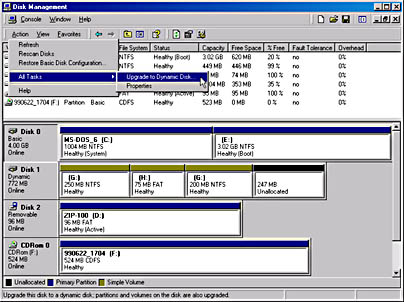 Disk Management
Console Window Help
Action View Favorites
Refresh
Rescan Disks
Restore Basic Disk Configuration...
All Tasks
Help
Upgrade to Dynamic Disk...
Properties
File System Status Capacity Free Space % Free Fault Tolerance Overhead
NTFS Healthy (Boot) 3.02 GB 620 MB 20 % no 0%
NTFS Healthy 449 MB 446 MB 99 % no 0%
MB 74 MB 100 % no 0%
MB 353 MB 35 % no 0%
FAT Healthy (Active) 95 MB 95 MB 100 % no 0%
990622_1704 (F:) Partition Basic CDFS Healthy 523 MB 0 MB 0 % no 0%
Disk 0
Basic
4.00 GB
Online
MS-DOS_6 (C:)
1004 MB NTFS
Healthy (System)
(E:)
3.02 GB NTFS
Healthy (Boot)
Disk 1
Dynamic
772 MB
Online
(G:)
250 MB NTFS
Healthy
(H:)
75 MB FAT
Healthy
(G:)
200 MB NTFS
Healthy
247 MB
Unallocated
Disk 2
Removable
96 MB
Online
ZIP-100 (D:)
96 MB FAT
Healthy (Active)
CDRom 0
CDRom (F:)
524 MB
Online
990622_1704 (F:)
524 MB CDFS
Healthy
Unallocated Primary Partition Simple Volume
Upgrade this to a dynamic disk; partitions and volumes on the disk are also upgraded.